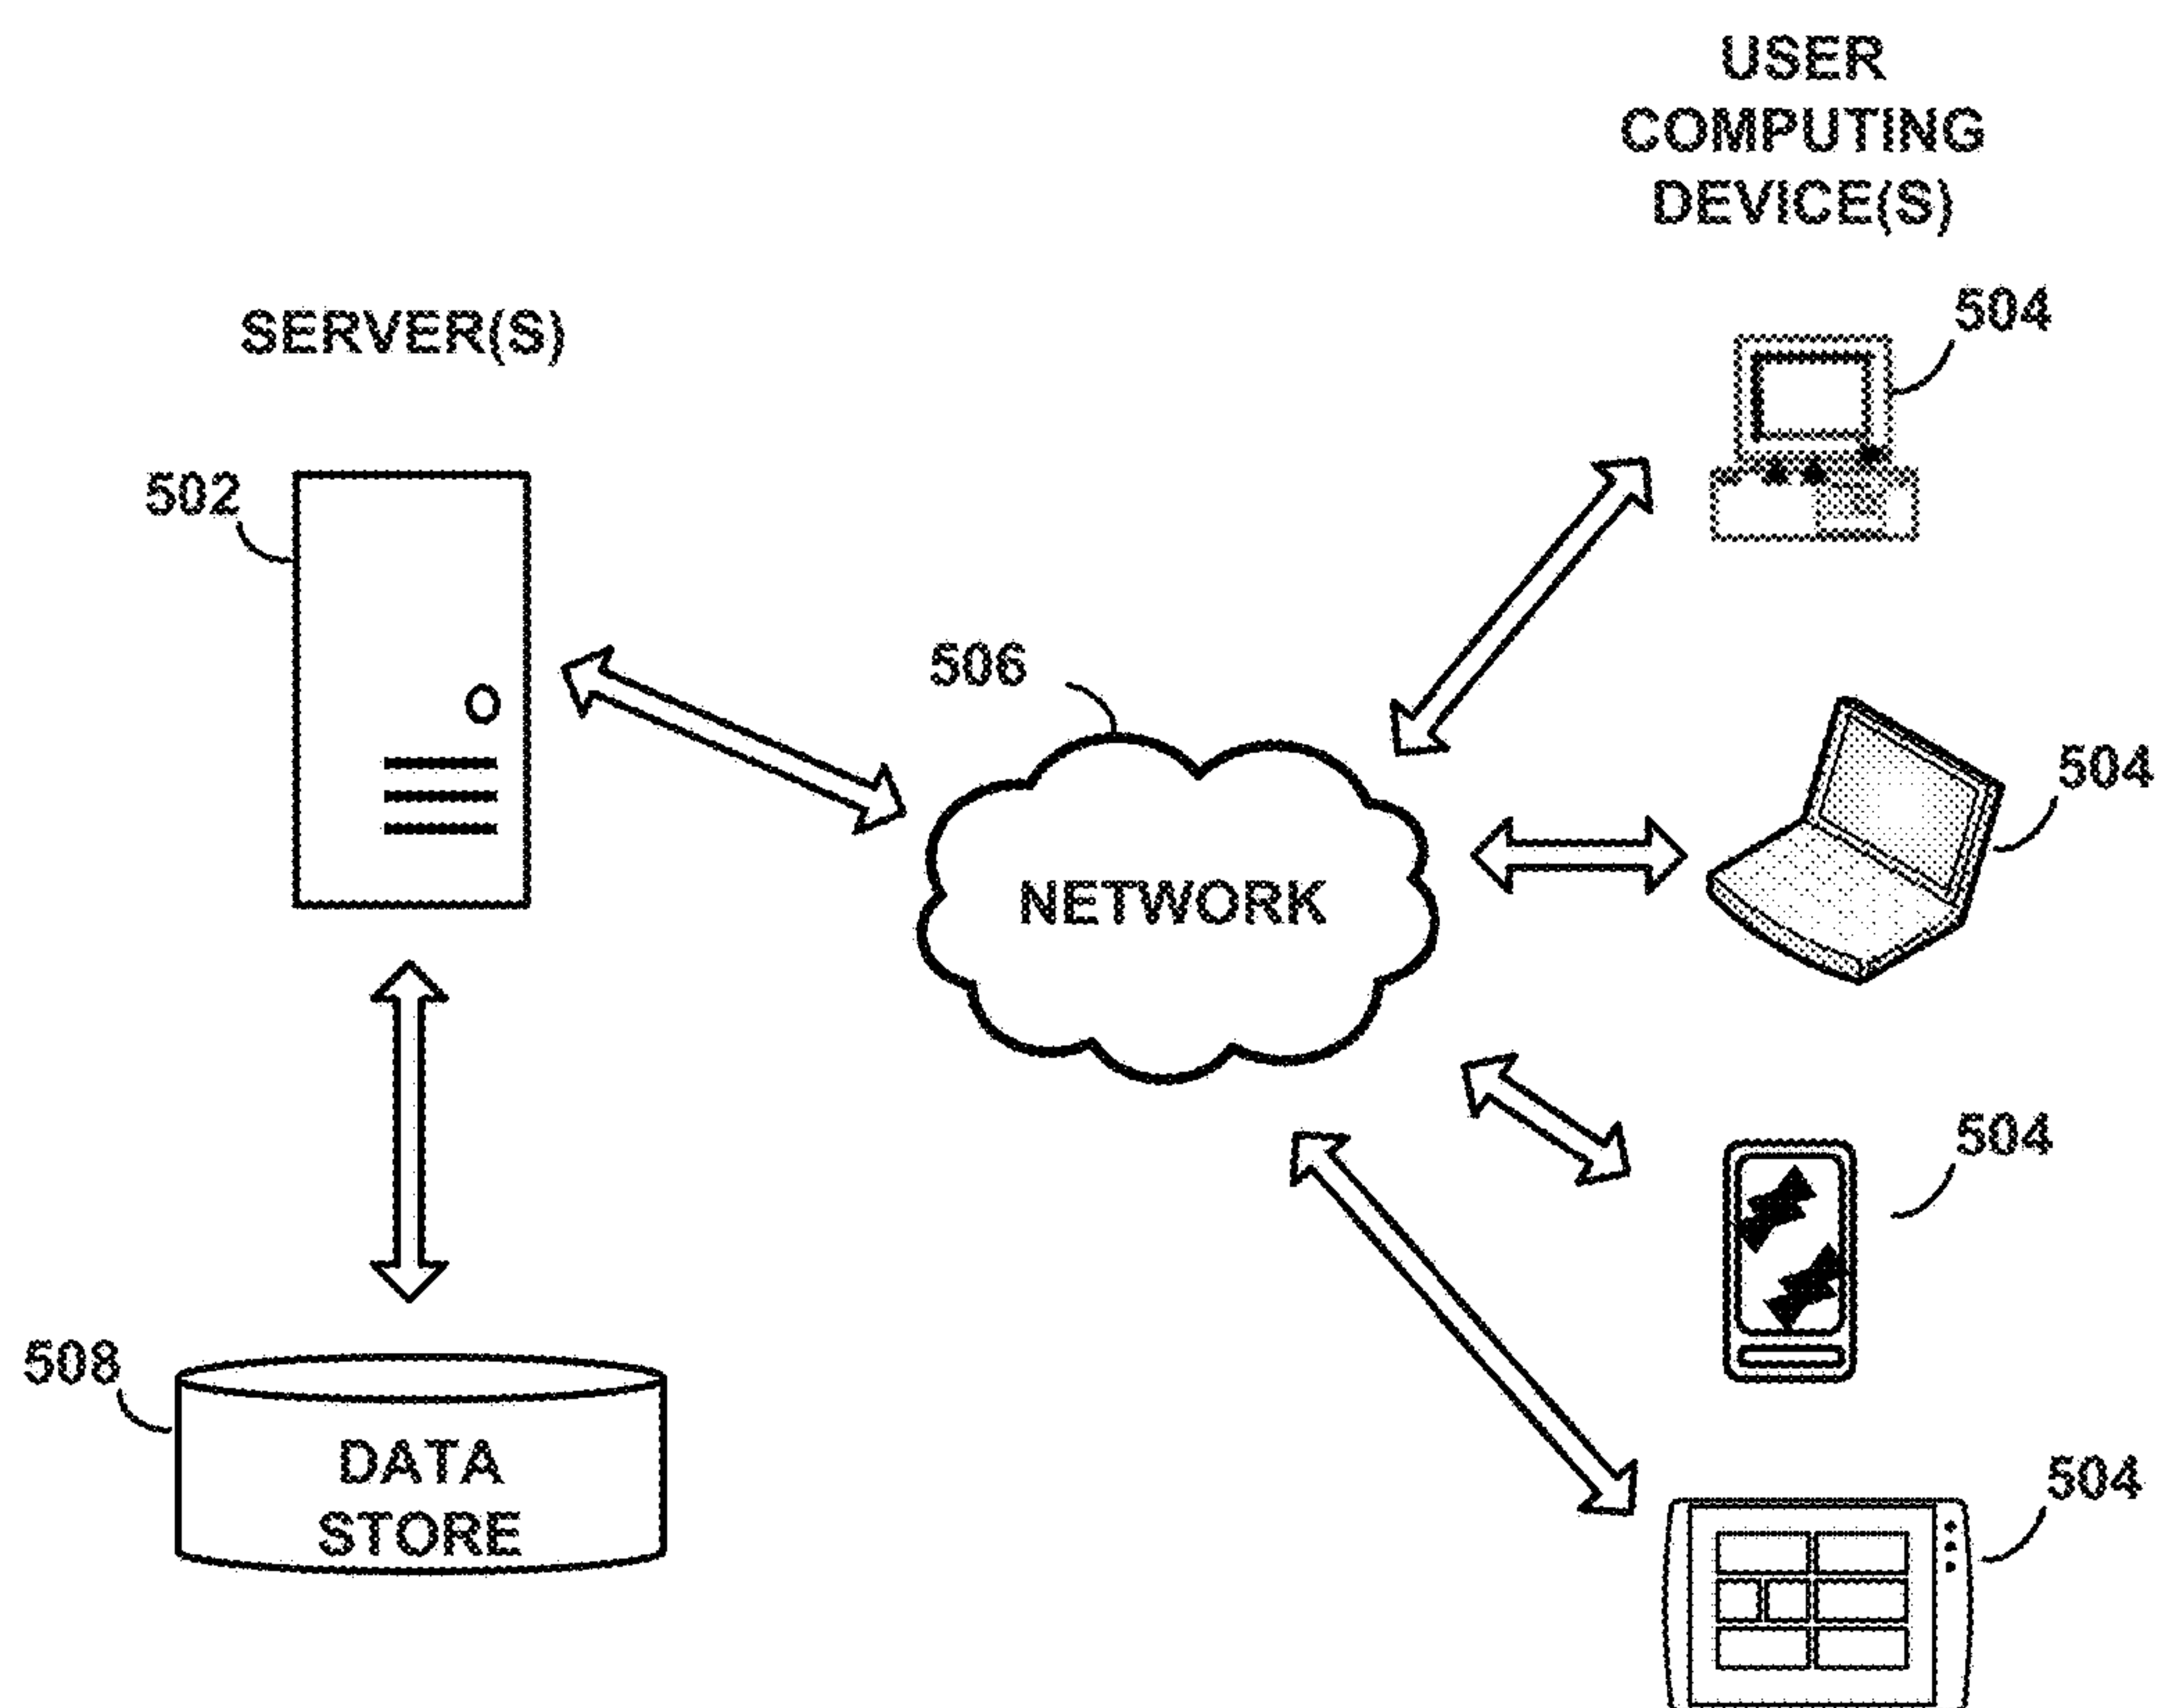 USER
COMPUTING
DEVICE(S)
504
SERVER(S)
502
506
504
NETWORK
504
508
DATA
STORE
504